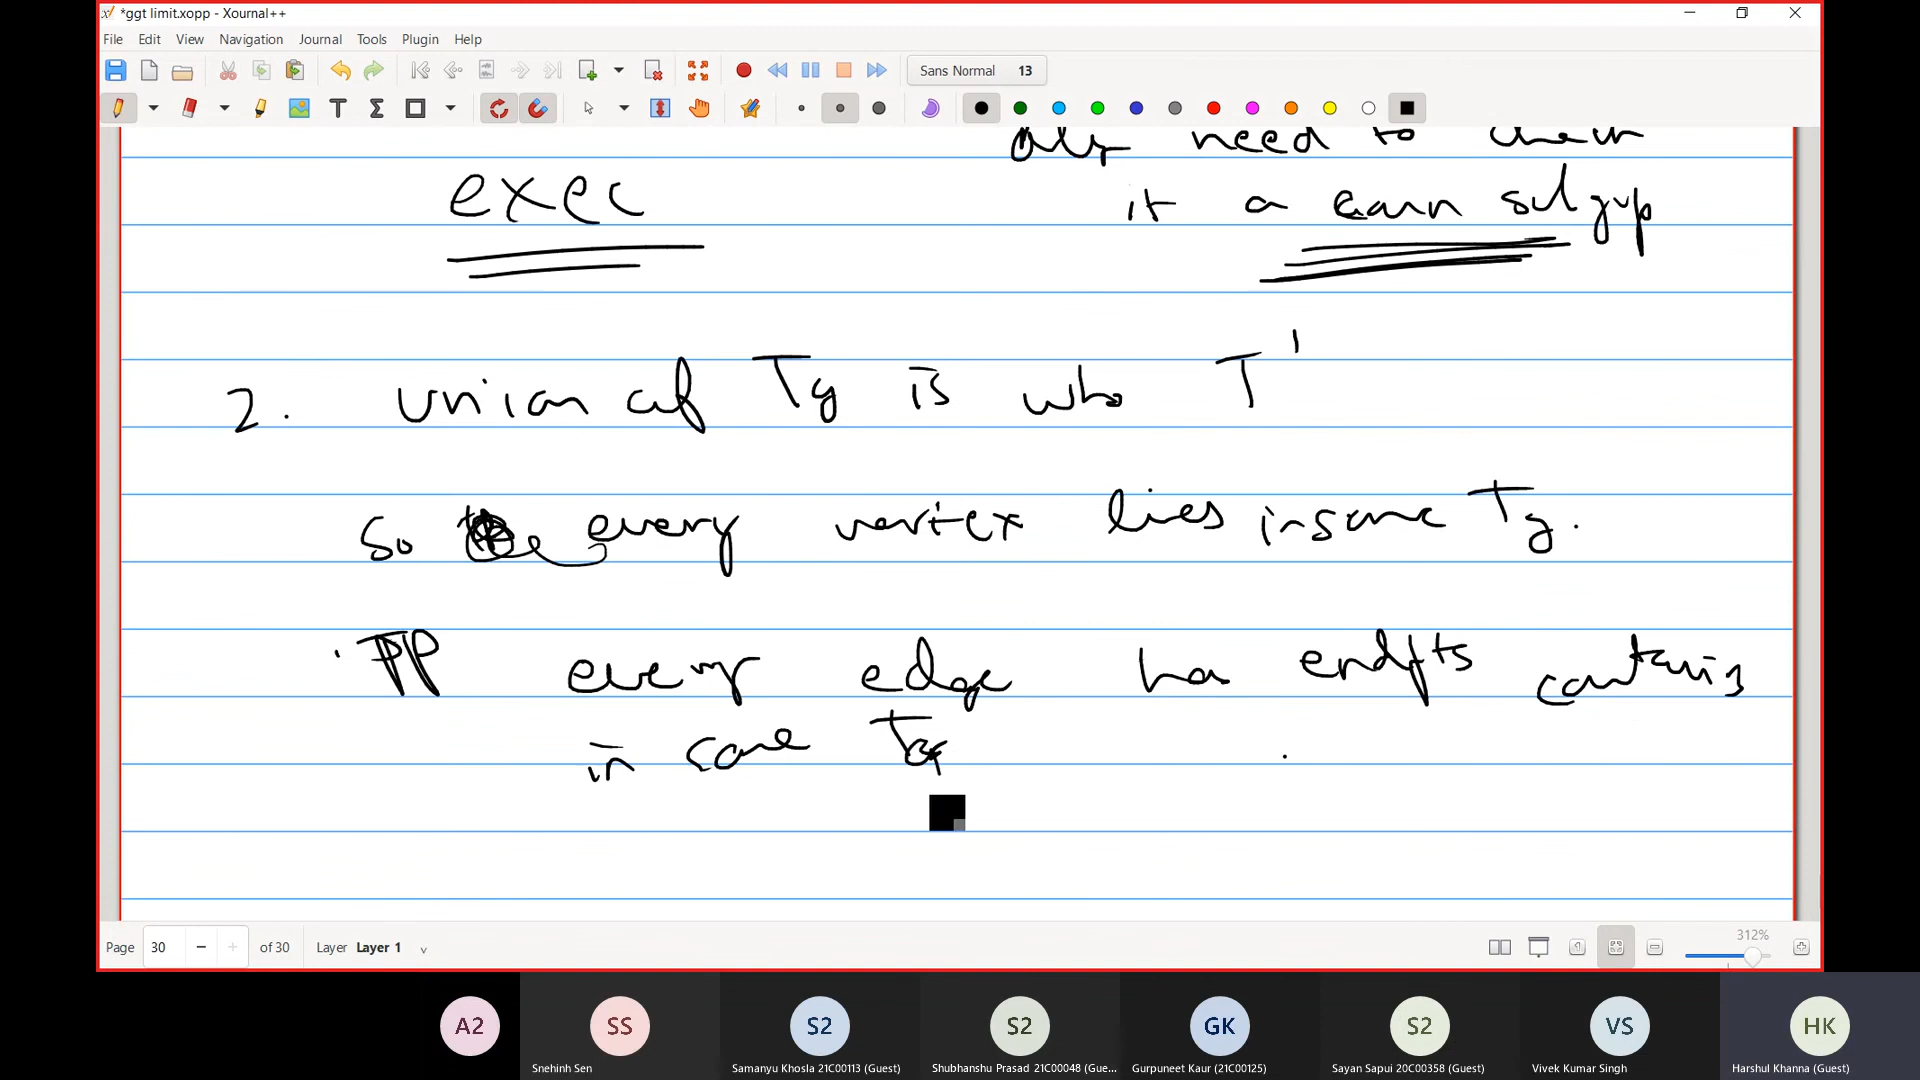 *ggt limit.xopp - Xournal++
File Edit View Navigation Journal Tools Plugin Help
Sans Normal 13
need to
exec
it a subgrp
2. union of Tg is T'
So every vertex lies in some Tg.
every edge has endpts
in some
Page 30 of 30 Layer Layer 1 312%
A2 SS S2 S2 GK S2 VS HK
Snehinh Sen Samanyu Khosla 21C00113 (Guest) Shubhanshu Prasad 21C00048 (Gue... Gurpuneet Kaur (21C00125) Sayan Sapui 20C00358 (Guest) Vivek Kumar Singh Harshul Khanna (Guest)